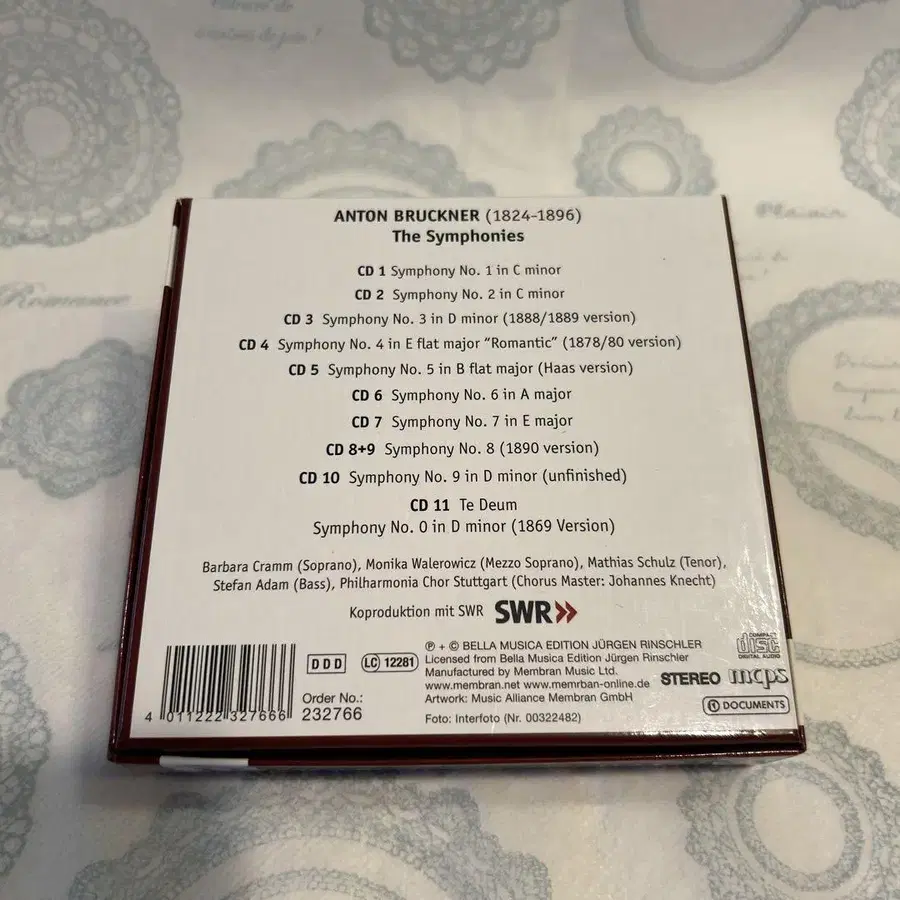 ANTON BRUCKNER (1824-1896)
The Symphonies
CD 1 Symphony No. 1 in C minor
CD 2 Symphony No. 2 in C minor
CD 3 Symphony No. 3 in D minor (1888/1889 version)
CD 4 Symphony No. 4 in E flat major “Romantic” (1878/80 version)
CD 5 Symphony No. 5 in B flat major (Haas version)
CD 6 Symphony No. 6 in A major
CD 7 Symphony No. 7 in E major
CD 8+9 Symphony No. 8 (1890 version)
CD 10 Symphony No. 9 in D minor (unfinished)
CD 11 Te Deum
Symphony No. 0 in D minor (1869 Version)
Barbara Cramm (Soprano), Monika Walerowicz (Mezzo Soprano), Mathias Schulz (Tenor),
Stefan Adam (Bass), Philharmonia Chor Stuttgart (Chorus Master: Johannes Knecht)
Koproduktion mit SWR SWR
4 011222 327666
DDD
LC 12281
Order No.:
232766
℗ + © BELLA MUSICA EDITION JÜRGEN RINSCHLER
Licensed from Bella Musica Edition Jürgen Rinschler
Manufactured by Membran Music Ltd.
www.membran.net www.memrban-online.de
Artwork: Music Alliance Membran GmbH
Foto: Interfoto (Nr. 00322482)
COMPACT
disc
DIGITAL AUDIO
STEREO mcps
DOCUMENTS
Romance